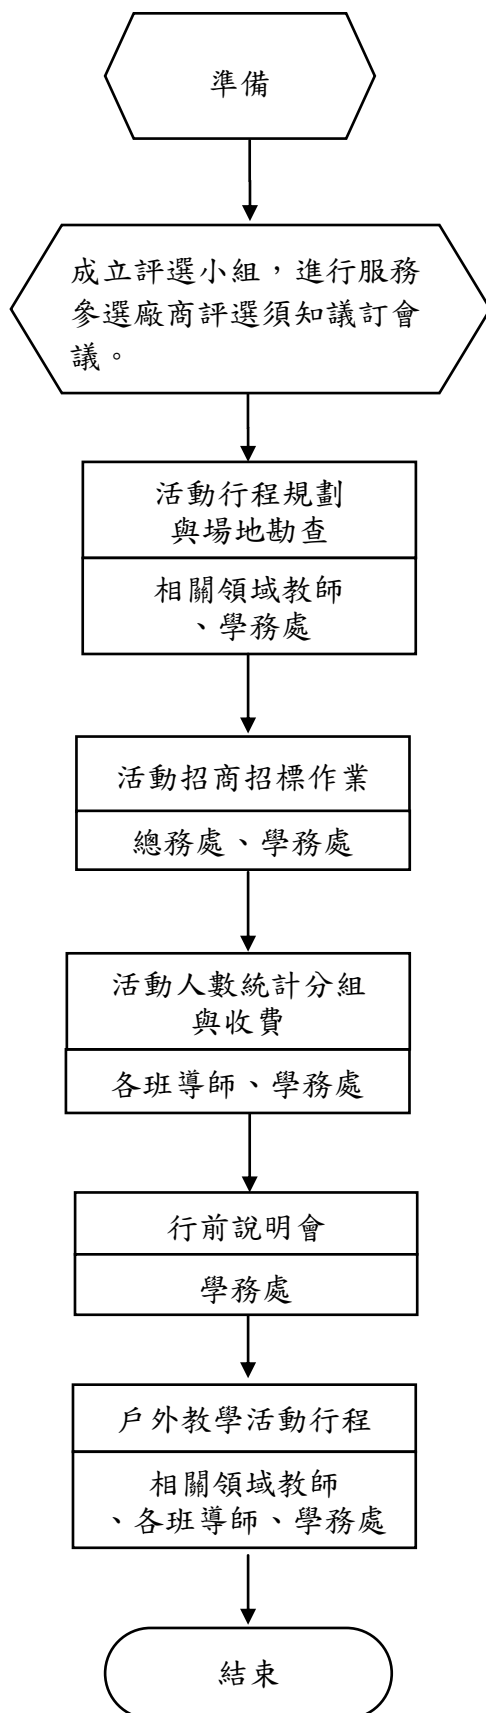 準備
成立評選小組，進行服務
參選廠商評選須知議訂會
議。
活動行程規劃
與場地勘查
相關領域教師
、學務處
活動招商招標作業
總務處、學務處
活動人數統計分組
與收費
各班導師、學務處
行前說明會
學務處
戶外教學活動行程
相關領域教師
、各班導師、學務處
結束